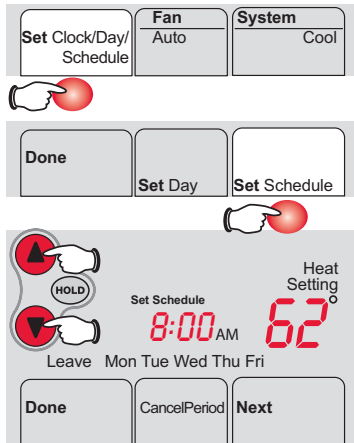 Set Clock/Day/
Schedule
Fan
Auto
System
Cool
Done
Set Day
Set Schedule
HOLD
Heat
Setting
Set Schedule
8:00 AM
62°
Leave Mon Tue Wed Thu Fri
Done
CancelPeriod
Next